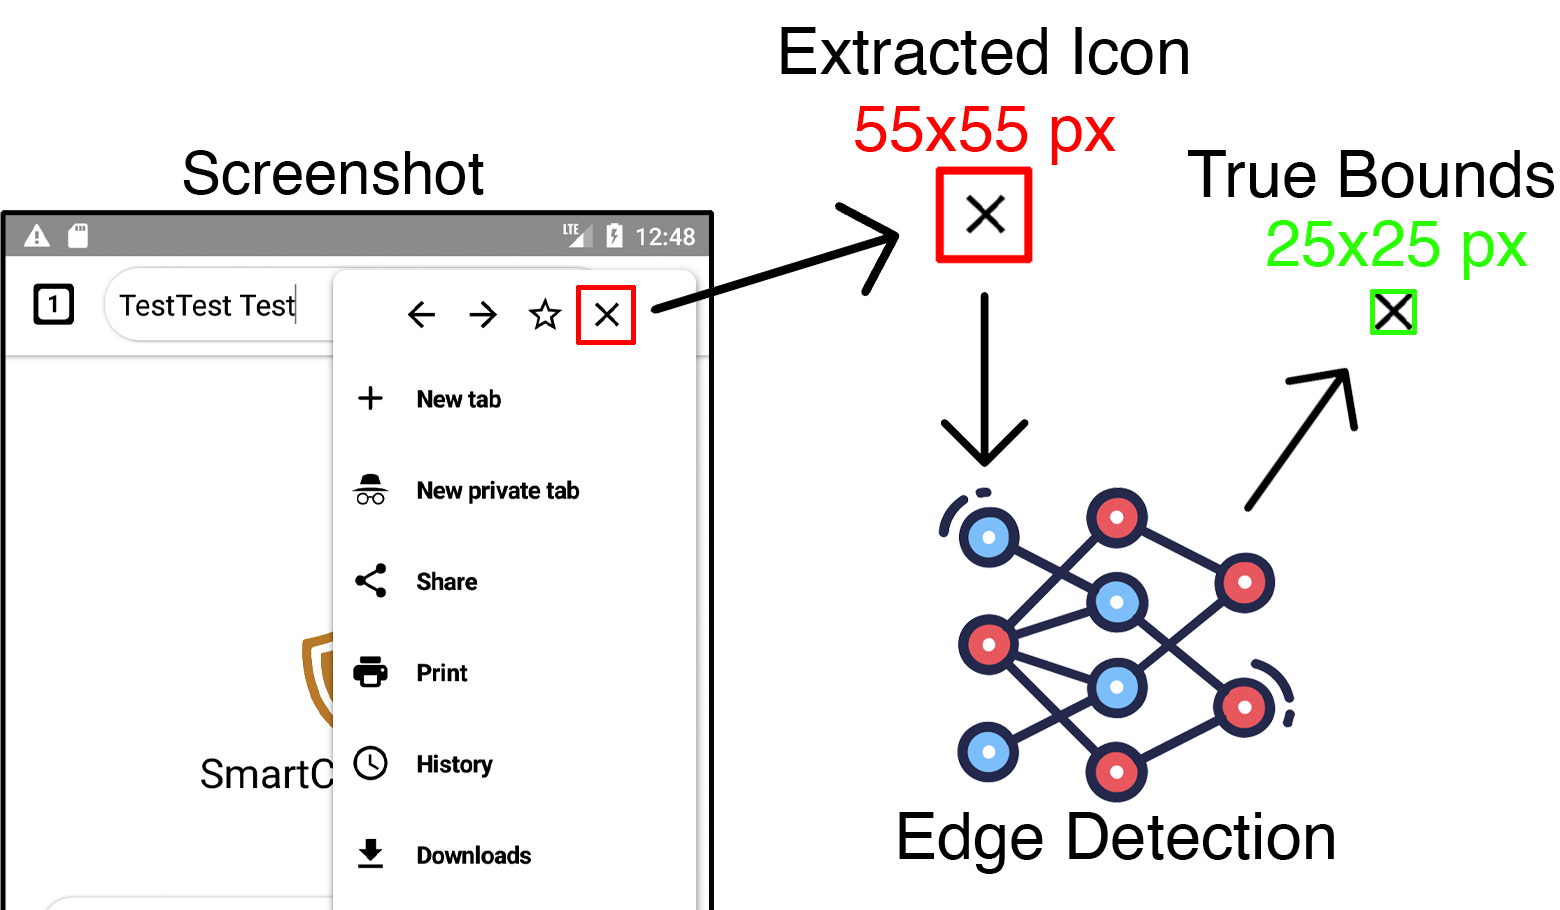 Extracted Icon
55x55 px
Screenshot
True Bounds
25x25 px
LTE 12:48
1 TestTest Test
New tab
New private tab
Share
Print
History
SmartC
Downloads
Edge Detection